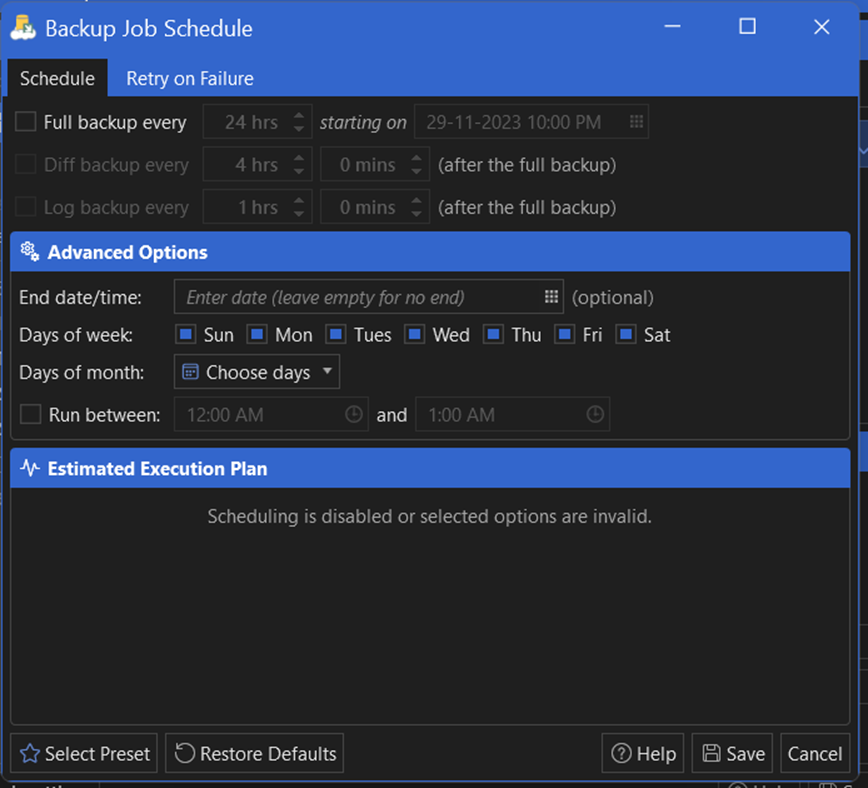 Backup Job Schedule
Schedule Retry on Failure
Full backup every 24 hrs starting on 29-11-2023 10:00 PM
Diff backup every 4 hrs 0 mins (after the full backup)
Log backup every 1 hrs 0 mins (after the full backup)
Advanced Options
End date/time: Enter date (leave empty for no end) (optional)
Days of week: Sun Mon Tues Wed Thu Fri Sat
Days of month: Choose days
Run between: 12:00 AM and 1:00 AM
Estimated Execution Plan
Scheduling is disabled or selected options are invalid.
Select Preset Restore Defaults Help Save Cancel